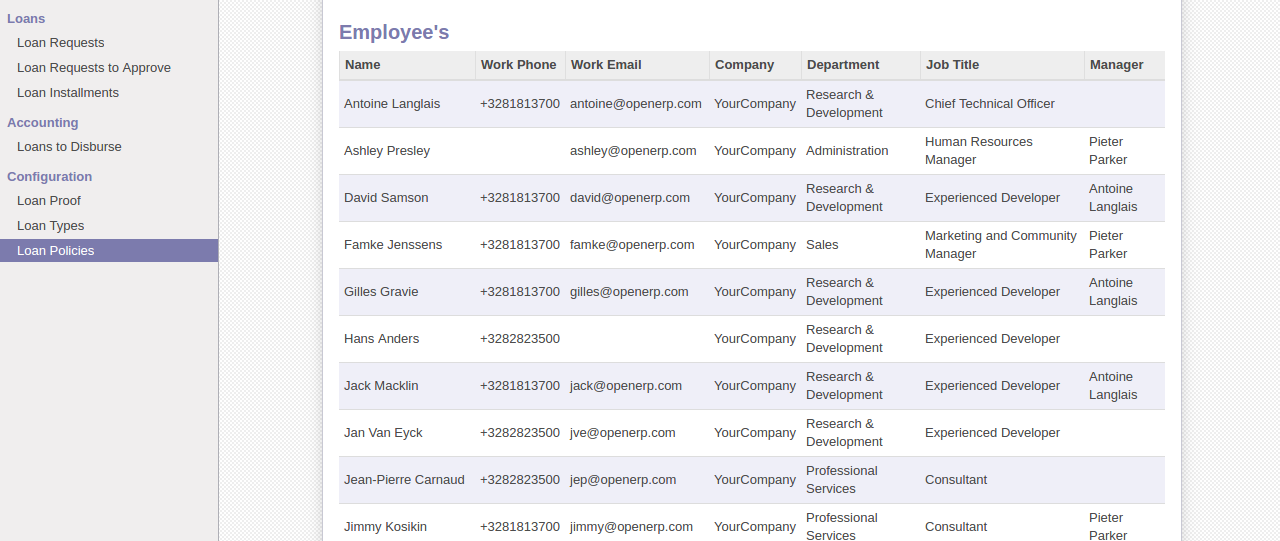 Loans
Loan Requests
Loan Requests to Approve
Loan Installments
Accounting
Loans to Disburse
Configuration
Loan Proof
Loan Types
Loan Policies
Employee's
Name Work Phone Work Email Company Department Job Title Manager
Antoine Langlais +3281813700 antoine@openerp.com YourCompany Research & Development Chief Technical Officer
Ashley Presley ashley@openerp.com YourCompany Administration Human Resources Manager Pieter Parker
David Samson +3281813700 david@openerp.com YourCompany Research & Development Experienced Developer Antoine Langlais
Famke Jenssens +3281813700 famke@openerp.com YourCompany Sales Marketing and Community Manager Pieter Parker
Gilles Gravie +3281813700 gilles@openerp.com YourCompany Research & Development Experienced Developer Antoine Langlais
Hans Anders +3282823500 YourCompany Research & Development Experienced Developer
Jack Macklin +3281813700 jack@openerp.com YourCompany Research & Development Experienced Developer Antoine Langlais
Jan Van Eyck +3282823500 jve@openerp.com YourCompany Research & Development Experienced Developer
Jean-Pierre Carnaud +3282823500 jep@openerp.com YourCompany Professional Services Consultant
Jimmy Kosikin +3281813700 jimmy@openerp.com YourCompany Professional Services Consultant Pieter Parker